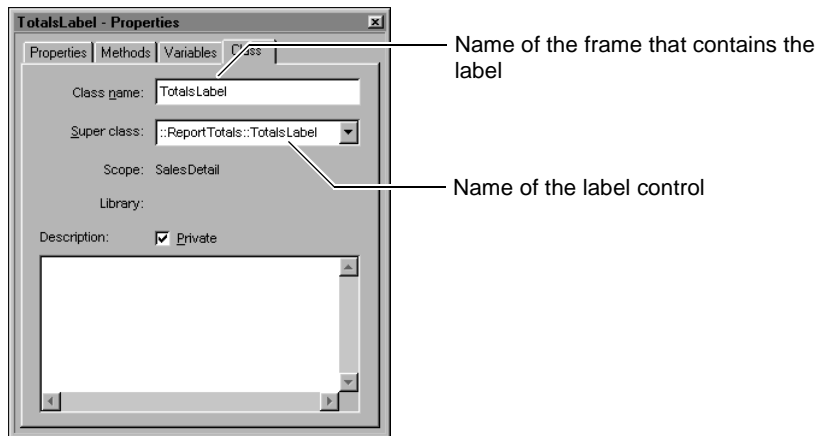 TotalsLabel - Properties
Properties Methods Variables Class
Class name: TotalsLabel
Super class: ::ReportTotals::TotalsLabel
Scope: SalesDetail
Library:
Description: Private
Name of the frame that contains the
label
Name of the label control